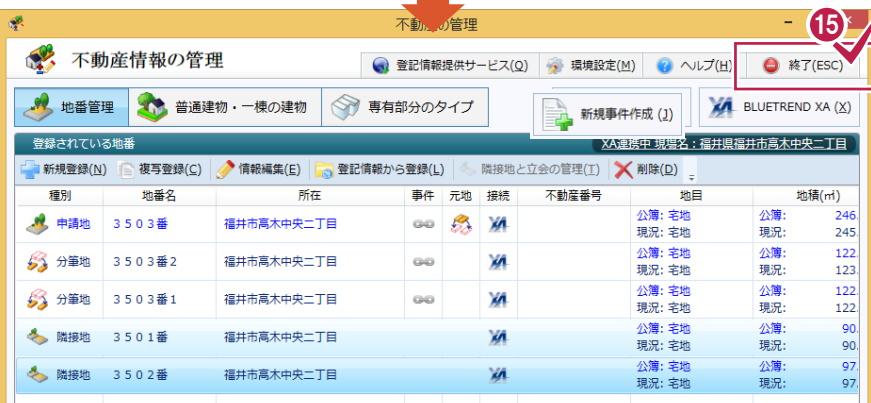 不動産の管理
15
不動産情報の管理
登記情報提供サービス(Q) 環境設定(M) ヘルプ(H) 終了(ESC)
地番管理 普通建物・一棟の建物 専有部分のタイプ 新規事件作成 (J) BLUETREND XA (X)
登録されている地番 XA連携中 現場名：福井県福井市高木中央二丁目
新規登録(N) 複写登録(C) 情報編集(E) 登記情報から登録(L) 隣接地と立会の管理(T) 削除(D)
種別 地番名 所在 事件 元地 接続 不動産番号 地目 地積(㎡)
申請地 ３５０３番 福井市高木中央二丁目 XA 公簿: 宅地 公簿: 246.
現況: 宅地 現況: 245.
分筆地 ３５０３番２ 福井市高木中央二丁目 XA 公簿: 宅地 公簿: 122.
現況: 宅地 現況: 123.
分筆地 ３５０３番１ 福井市高木中央二丁目 XA 公簿: 宅地 公簿: 122.
現況: 宅地 現況: 122.
隣接地 ３５０１番 福井市高木中央二丁目 XA 公簿: 宅地 公簿: 90.
現況: 宅地 現況: 90.
隣接地 ３５０２番 福井市高木中央二丁目 XA 公簿: 宅地 公簿: 97.
現況: 宅地 現況: 97.